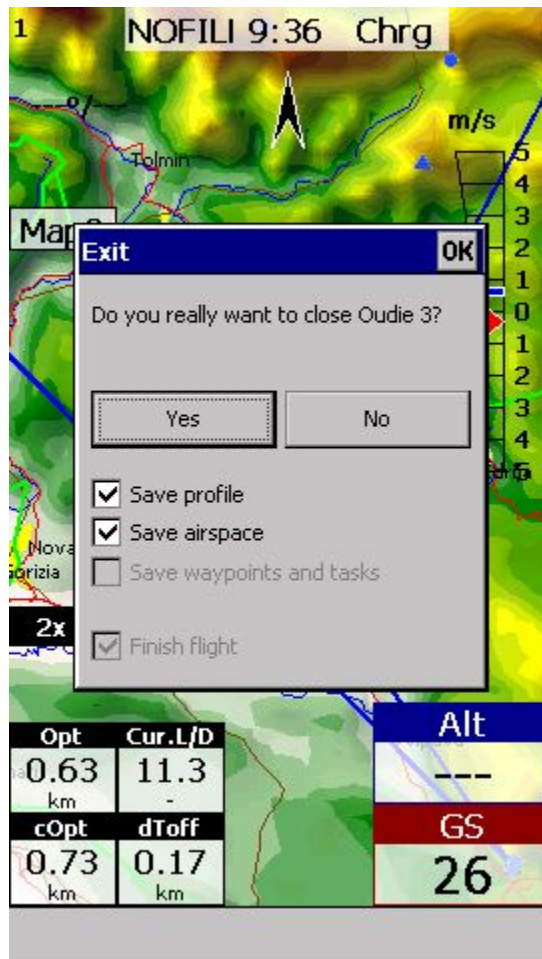 1
NOFILI 9:36 Chrg
m/s
Tolmin
5
4
3
2
1
0
1
2
3
4
5
Map
Exit
OK
Do you really want to close Oudie 3?
Yes
No
Save profile
Save airspace
Save waypoints and tasks
Finish flight
Nova
Gorizia
2x
Opt
0.63
km
Cur.L/D
11.3
-
cOpt
0.73
km
dToff
0.17
km
Alt
---
GS
26